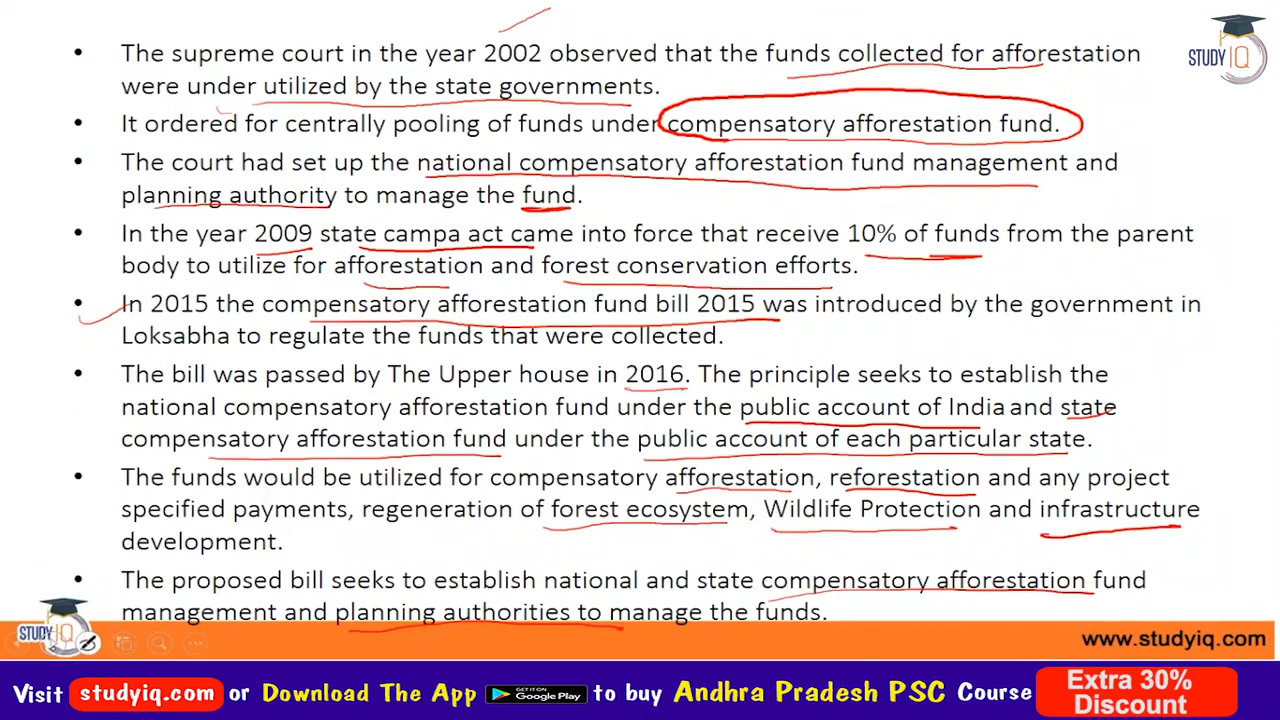 STUDY IQ
• The supreme court in the year 2002 observed that the funds collected for afforestation
were under utilized by the state governments.
• It ordered for centrally pooling of funds under compensatory afforestation fund.
• The court had set up the national compensatory afforestation fund management and
planning authority to manage the fund.
• In the year 2009 state campa act came into force that receive 10% of funds from the parent
body to utilize for afforestation and forest conservation efforts.
• In 2015 the compensatory afforestation fund bill 2015 was introduced by the government in
Loksabha to regulate the funds that were collected.
• The bill was passed by The Upper house in 2016. The principle seeks to establish the
national compensatory afforestation fund under the public account of India and state
compensatory afforestation fund under the public account of each particular state.
• The funds would be utilized for compensatory afforestation, reforestation and any project
specified payments, regeneration of forest ecosystem, Wildlife Protection and infrastructure
development.
• The proposed bill seeks to establish national and state compensatory afforestation fund
management and planning authorities to manage the funds.
STUDY IQ
www.studyiq.com
Visit studyiq.com or Download The App GET IT ON Google Play to buy Andhra Pradesh PSC Course
Extra 30%
Discount